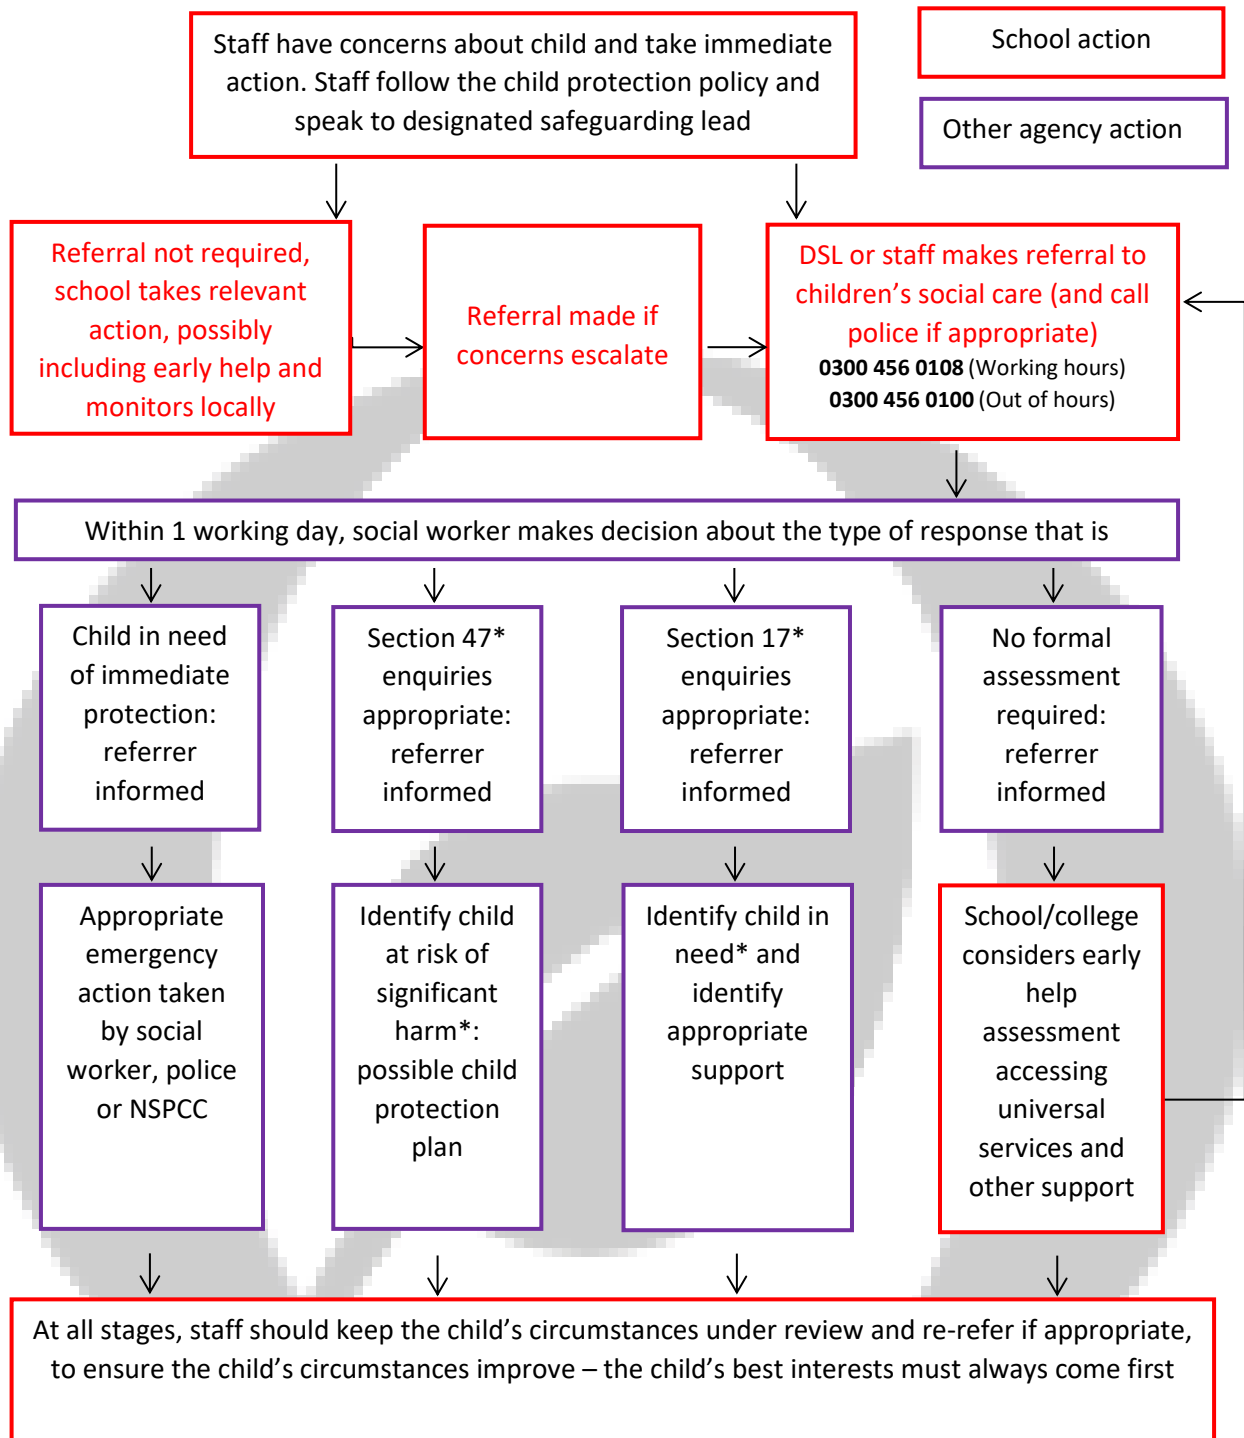 Staff have concerns about child and take immediate
action. Staff follow the child protection policy and
speak to designated safeguarding lead
School action
Other agency action
Referral not required,
school takes relevant
action, possibly
including early help and
monitors locally
Referral made if
concerns escalate
DSL or staff makes referral to
children’s social care (and call
police if appropriate)
0300 456 0108 (Working hours)
0300 456 0100 (Out of hours)
Within 1 working day, social worker makes decision about the type of response that is
Child in need
of immediate
protection:
referrer
informed
Section 47*
enquiries
appropriate:
referrer
informed
Section 17*
enquiries
appropriate:
referrer
informed
No formal
assessment
required:
referrer
informed
Appropriate
emergency
action taken
by social
worker, police
or NSPCC
Identify child
at risk of
significant
harm*:
possible child
protection
plan
Identify child in
need* and
identify
appropriate
support
School/college
considers early
help
assessment
accessing
universal
services and
other support
At all stages, staff should keep the child’s circumstances under review and re-refer if appropriate,
to ensure the child’s circumstances improve – the child’s best interests must always come first